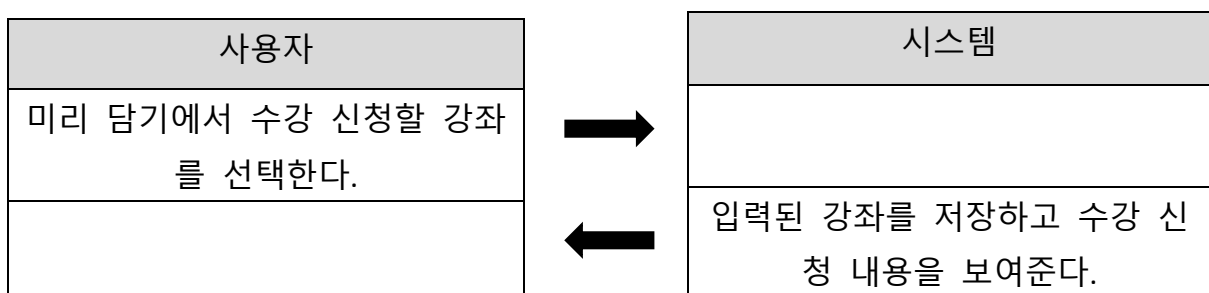 사용자
시스템
미리 담기에서 수강 신청할 강좌
를 선택한다.
입력된 강좌를 저장하고 수강 신
청 내용을 보여준다.